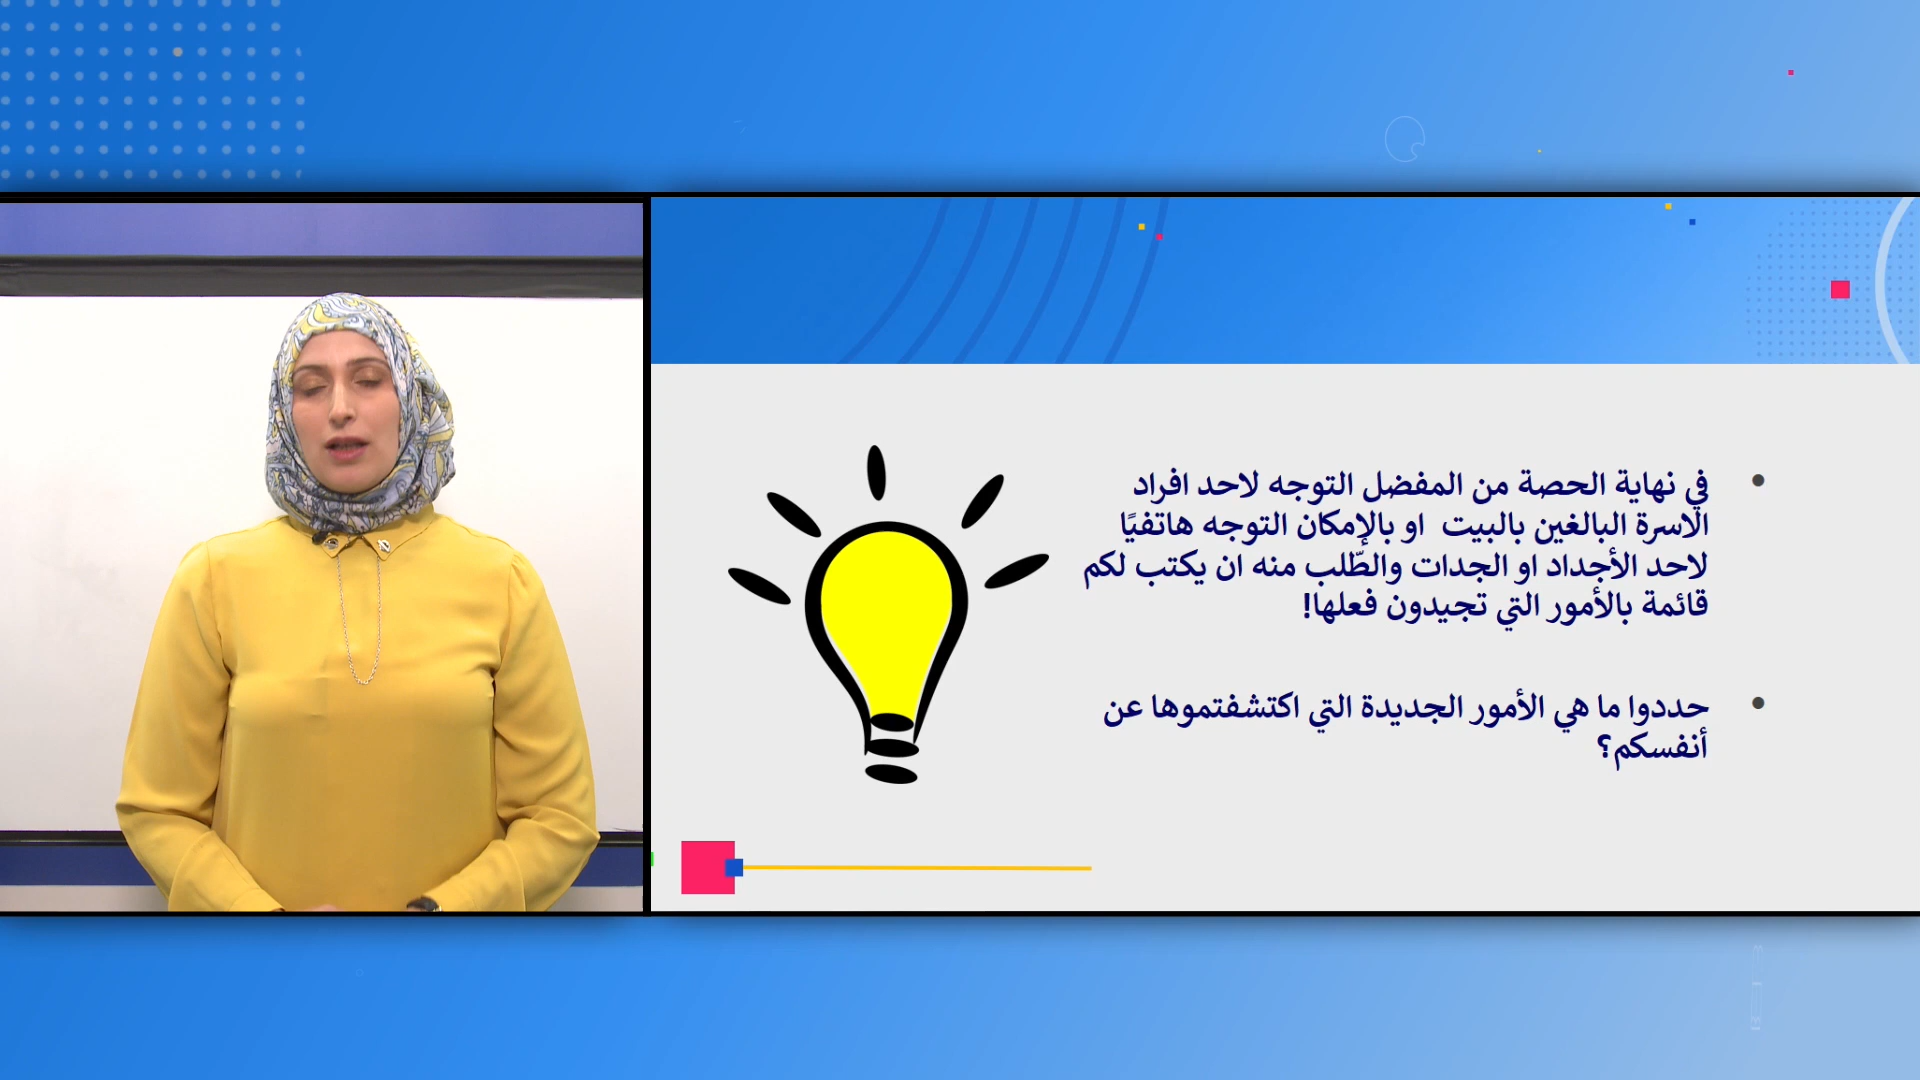 في نهاية الحصة من المفضل التوجه لاحد افراد
الاسرة البالغين بالبيت او بالإمكان التوجه هاتفيًا
لاحد الأجداد او الجدات والطّلب منه ان يكتب لكم
قائمة بالأمور التي تجيدون فعلها!
حددوا ما هي الأمور الجديدة التي اكتشفتموها عن
أنفسكم؟